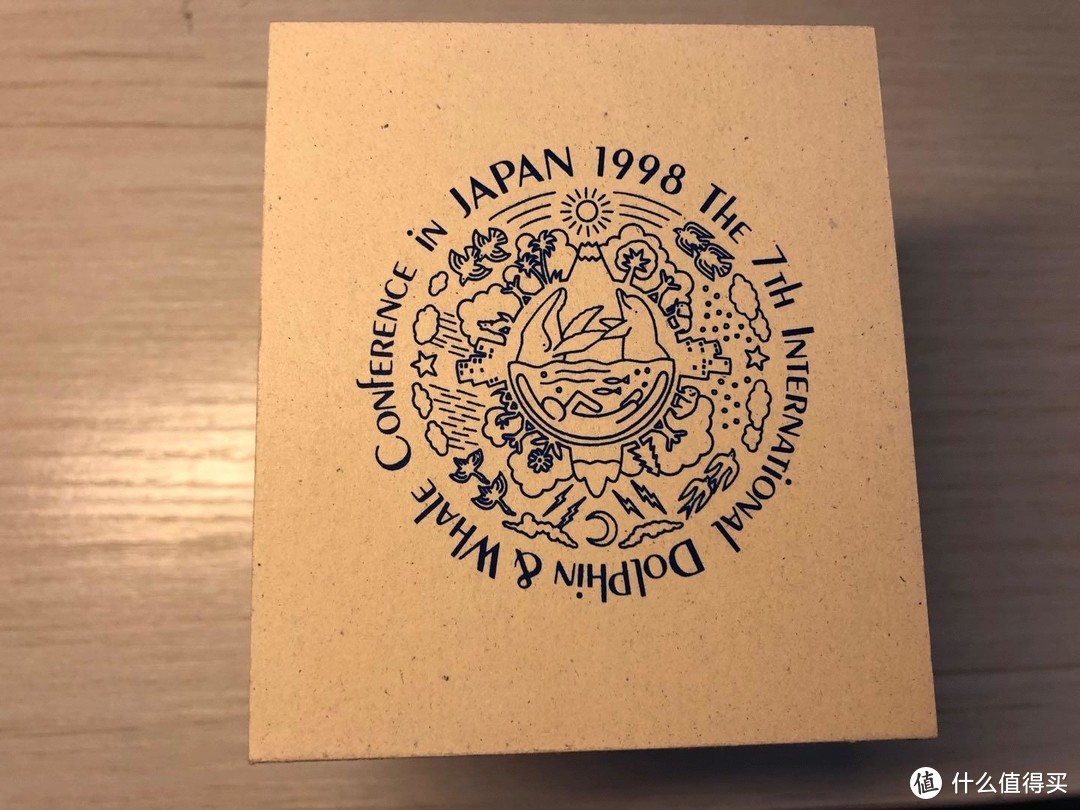 The 7th International Dolphin & Whale Conference in JAPAN 1998
值 什么值得买